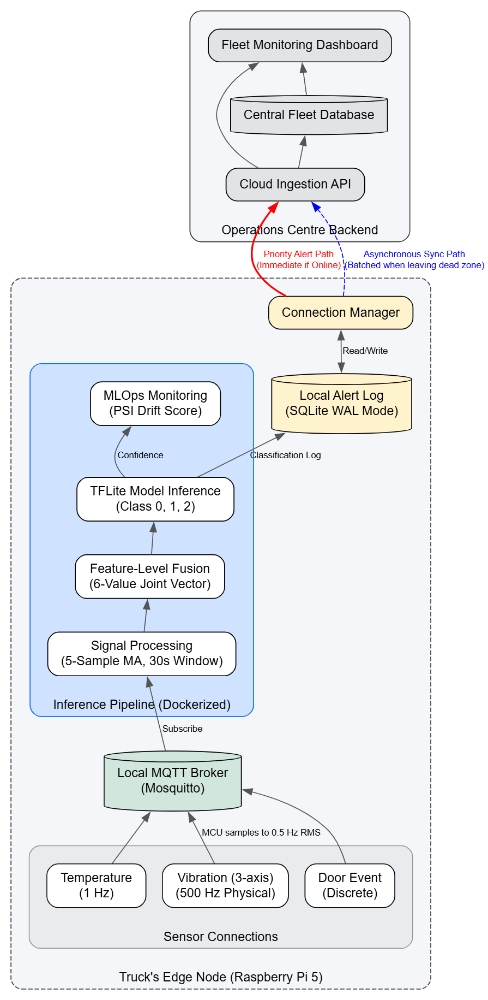 Fleet Monitoring Dashboard
Central Fleet Database
Cloud Ingestion API
Operations Centre Backend
Priority Alert Path
(Immediate if Online)
Asynchronous Sync Path
(Batched when leaving dead zone)
Connection Manager
Read/Write
Local Alert Log
(SQLite WAL Mode)
MLOps Monitoring
(PSI Drift Score)
Confidence
Classification Log
TFLite Model Inference
(Class 0, 1, 2)
Feature-Level Fusion
(6-Value Joint Vector)
Signal Processing
(5-Sample MA, 30s Window)
Inference Pipeline (Dockerized)
Subscribe
Local MQTT Broker
(Mosquitto)
MCU samples to 0.5 Hz RMS
Temperature
(1 Hz)
Vibration (3-axis)
(500 Hz Physical)
Door Event
(Discrete)
Sensor Connections
Truck's Edge Node (Raspberry Pi 5)